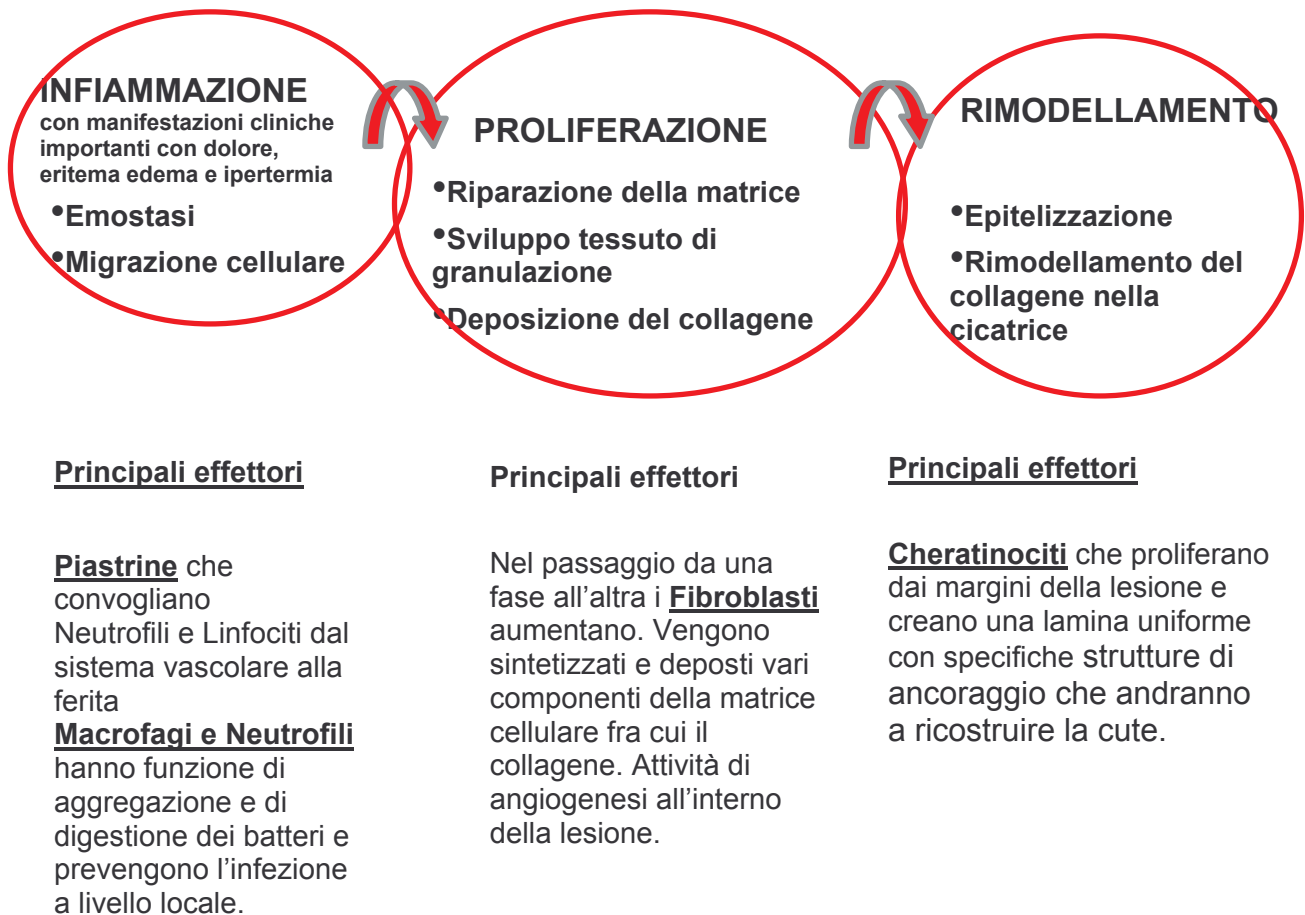 INFIAMMAZIONE
con manifestazioni cliniche
importanti con dolore,
eritema edema e ipertermia
•Emostasi
•Migrazione cellulare
PROLIFERAZIONE
•Riparazione della matrice
•Sviluppo tessuto di
granulazione
•Deposizione del collagene
RIMODELLAMENTO
•Epitelizzazione
•Rimodellamento del
collagene nella
cicatrice
Principali effettori
Piastrine che
convogliano
Neutrofili e Linfociti dal
sistema vascolare alla
ferita
Macrofagi e Neutrofili
hanno funzione di
aggregazione e di
digestione dei batteri e
prevengono l’infezione
a livello locale.
Principali effettori
Nel passaggio da una
fase all’altra i Fibroblasti
aumentano. Vengono
sintetizzati e deposti vari
componenti della matrice
cellulare fra cui il
collagene. Attività di
angiogenesi all’interno
della lesione.
Principali effettori
Cheratinociti che proliferano
dai margini della lesione e
creano una lamina uniforme
con specifiche strutture di
ancoraggio che andranno
a ricostruire la cute.